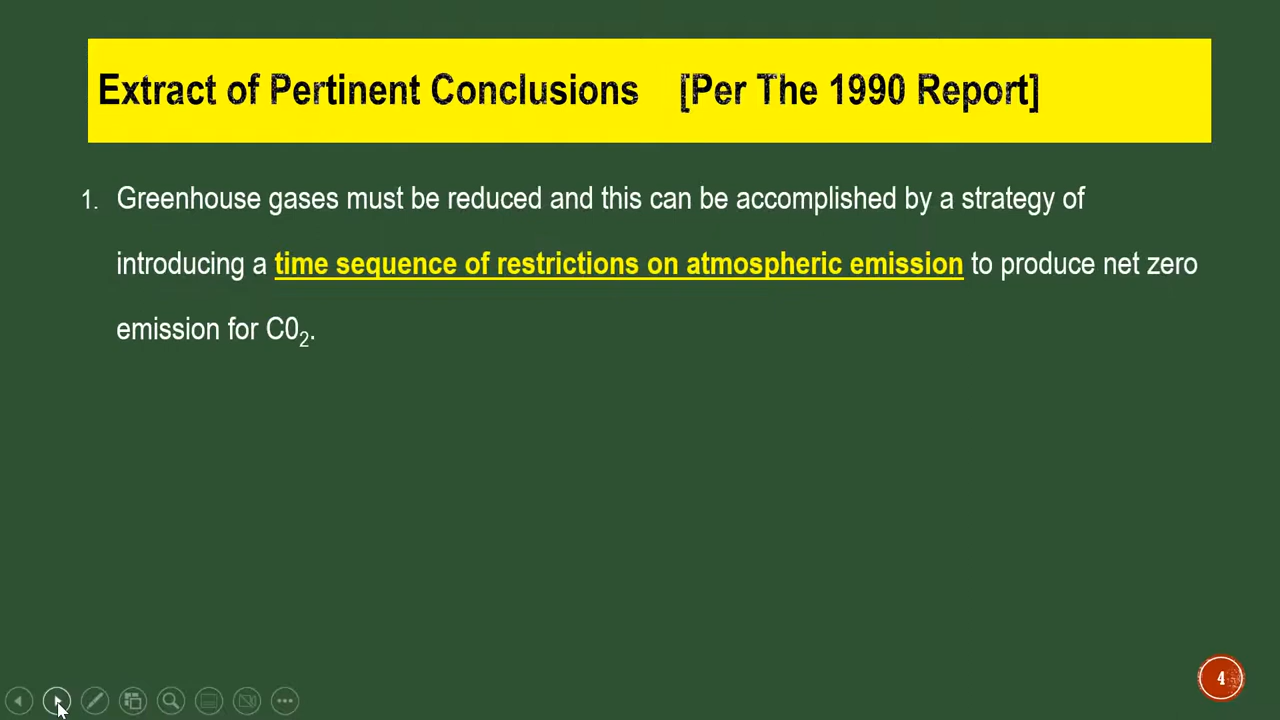 Extract of Pertinent Conclusions [Per The 1990 Report]
1. Greenhouse gases must be reduced and this can be accomplished by a strategy of
introducing a time sequence of restrictions on atmospheric emission to produce net zero
emission for C0₂.
4